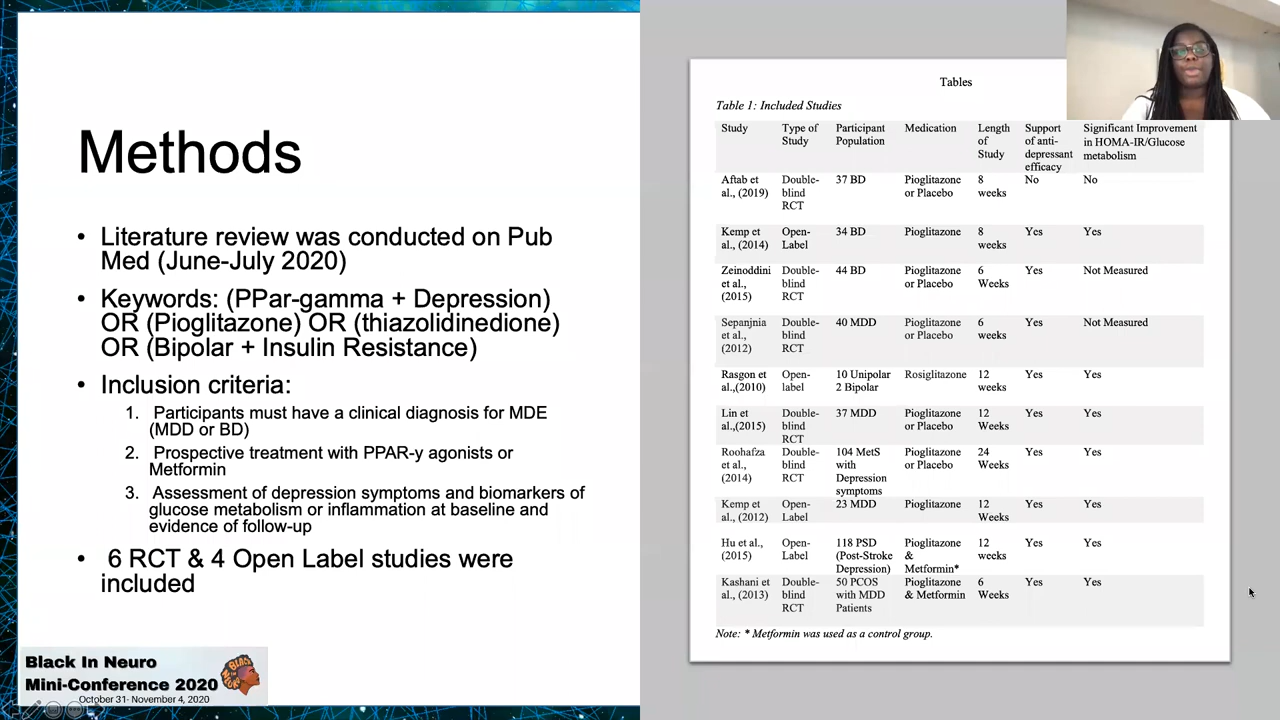 Methods
• Literature review was conducted on Pub
Med (June-July 2020)
• Keywords: (PPar-gamma + Depression)
OR (Pioglitazone) OR (thiazolidinedione)
OR (Bipolar + Insulin Resistance)
• Inclusion criteria:
1. Participants must have a clinical diagnosis for MDE
(MDD or BD)
2. Prospective treatment with PPAR-y agonists or
Metformin
3. Assessment of depression symptoms and biomarkers of
glucose metabolism or inflammation at baseline and
evidence of follow-up
• 6 RCT & 4 Open Label studies were
included
Black In Neuro
Mini-Conference 2020
October 31- November 4, 2020
Tables
Table 1: Included Studies
Study Type of Study Participant Population Medication Length of Study Support of anti-depressant efficacy Significant Improvement in HOMA-IR/Glucose metabolism
Aftab et al., (2019) Double-blind RCT 37 BD Pioglitazone or Placebo 8 weeks No No
Kemp et al., (2014) Open-Label 34 BD Pioglitazone 8 weeks Yes Yes
Zeinoddini et al., (2015) Double-blind RCT 44 BD Pioglitazone or Placebo 6 Weeks Yes Not Measured
Sepanjnia et al., (2012) Double-blind RCT 40 MDD Pioglitazone or Placebo 6 weeks Yes Not Measured
Rasgon et al.,(2010) Open-label 10 Unipolar 2 Bipolar Rosiglitazone 12 weeks Yes Yes
Lin et al.,(2015) Double-blind RCT 37 MDD Pioglitazone or Placebo 12 Weeks Yes Yes
Roohafza et al., (2014) Double-blind RCT 104 MetS with Depression symptoms Pioglitazone or Placebo 24 Weeks Yes Yes
Kemp et al., (2012) Open-Label 23 MDD Pioglitazone 12 Weeks Yes Yes
Hu et al., (2015) Open-Label 118 PSD (Post-Stroke Depression) Pioglitazone & Metformin* 12 weeks Yes Yes
Kashani et al., (2013) Double-blind RCT 50 PCOS with MDD Patients Pioglitazone & Metformin 6 Weeks Yes Yes
Note: * Metformin was used as a control group.